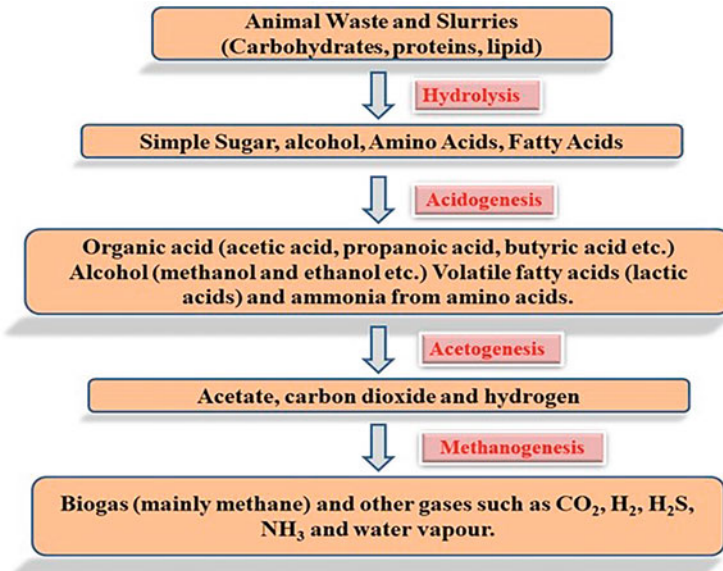 Animal Waste and Slurries
(Carbohydrates, proteins, lipid)
Hydrolysis
Simple Sugar, alcohol, Amino Acids, Fatty Acids
Acidogenesis
Organic acid (acetic acid, propanoic acid, butyric acid etc.)
Alcohol (methanol and ethanol etc.) Volatile fatty acids (lactic
acids) and ammonia from amino acids.
Acetogenesis
Acetate, carbon dioxide and hydrogen
Methanogenesis
Biogas (mainly methane) and other gases such as CO₂, H₂, H₂S,
NH₃ and water vapour.